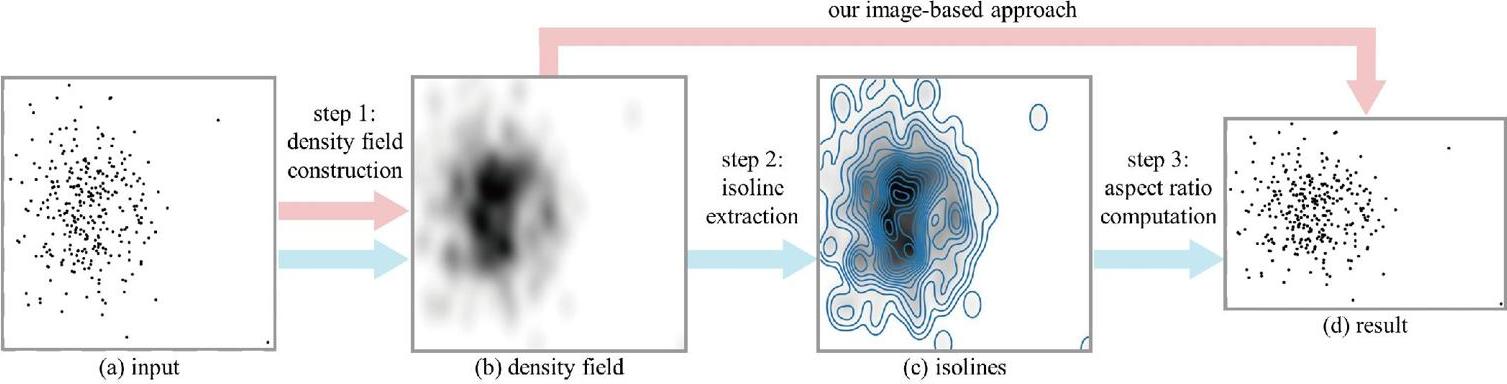 our image-based approach
step 1:
density field
construction
step 2:
isoline
extraction
step 3:
aspect ratio
computation
(a) input
(b) density field
(c) isolines
(d) result